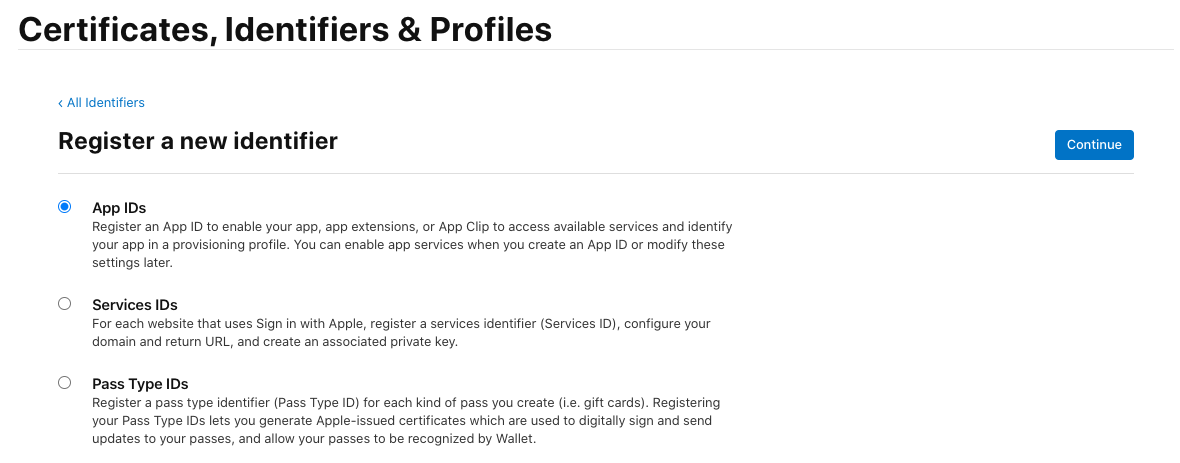 Certificates, Identifiers & Profiles
‹ All Identifiers
Register a new identifier
Continue
App IDs
Register an App ID to enable your app, app extensions, or App Clip to access available services and identify
your app in a provisioning profile. You can enable app services when you create an App ID or modify these
settings later.
Services IDs
For each website that uses Sign in with Apple, register a services identifier (Services ID), configure your
domain and return URL, and create an associated private key.
Pass Type IDs
Register a pass type identifier (Pass Type ID) for each kind of pass you create (i.e. gift cards). Registering
your Pass Type IDs lets you generate Apple-issued certificates which are used to digitally sign and send
updates to your passes, and allow your passes to be recognized by Wallet.